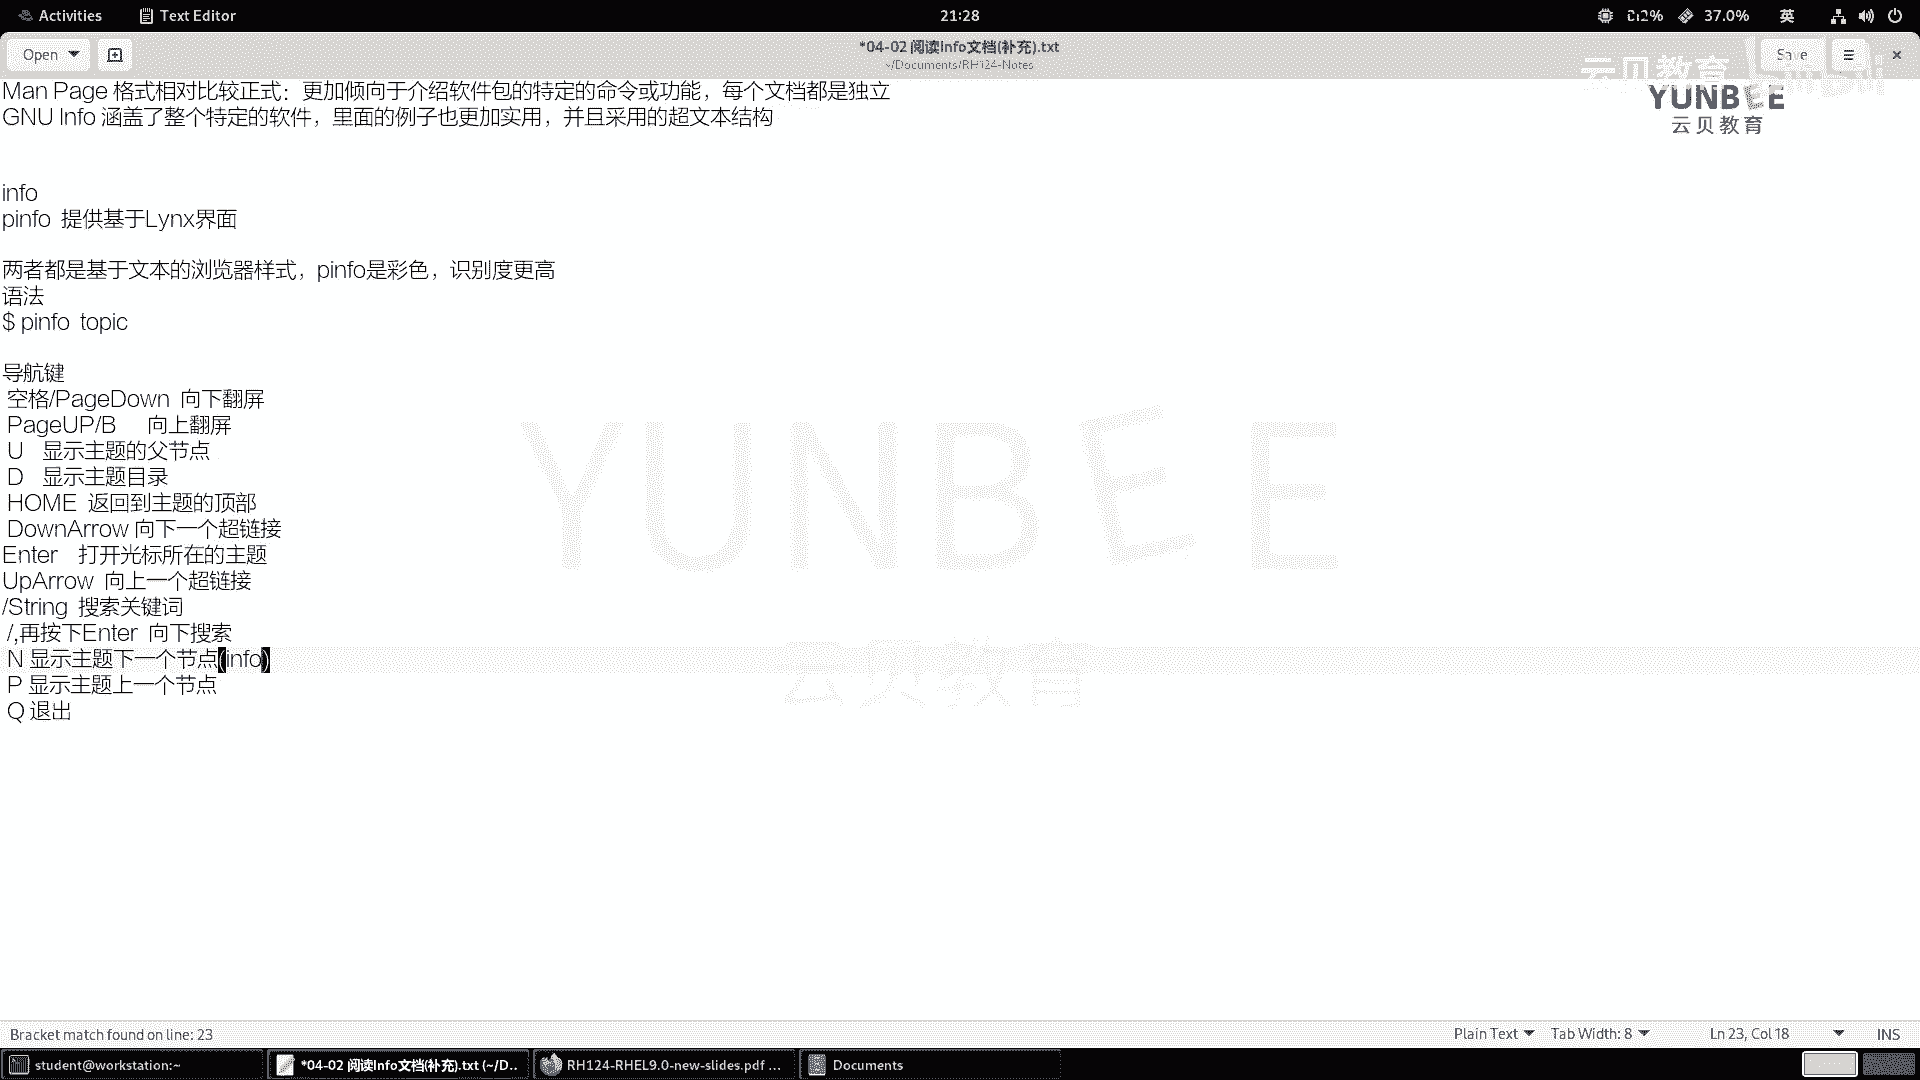 Activities
Text Editor
21:28
37.0%
英
Open
*04-02 阅读Info文档(补充).txt
~/Documents/RH124-Notes
Save
云贝教育
YUNBEE
云贝教育
Man Page 格式相对比较正式：更加倾向于介绍软件包的特定的命令或功能，每个文档都是独立
GNU Info 涵盖了整个特定的软件，里面的例子也更加实用，并且采用的超文本结构
info
pinfo 提供基于Lynx界面
两者都是基于文本的浏览器样式，pinfo是彩色，识别度更高
语法
$ pinfo topic
导航键
空格/PageDown 向下翻屏
PageUP/B 向上翻屏
U 显示主题的父节点
D 显示主题目录
HOME 返回到主题的顶部
DownArrow 向下一个超链接
Enter 打开光标所在的主题
UpArrow 向上一个超链接
/String 搜索关键词
/,再按下Enter 向下搜索
N 显示主题下一个节点(info)
P 显示主题上一个节点
Q 退出
YUNBEE
云贝教育
Bracket match found on line: 23
Plain Text
Tab Width: 8
Ln 23, Col 18
INS
student@workstation:~
*04-02 阅读Info文档(补充).txt (~/D..
RH124-RHEL9.0-new-slides.pdf ...
Documents